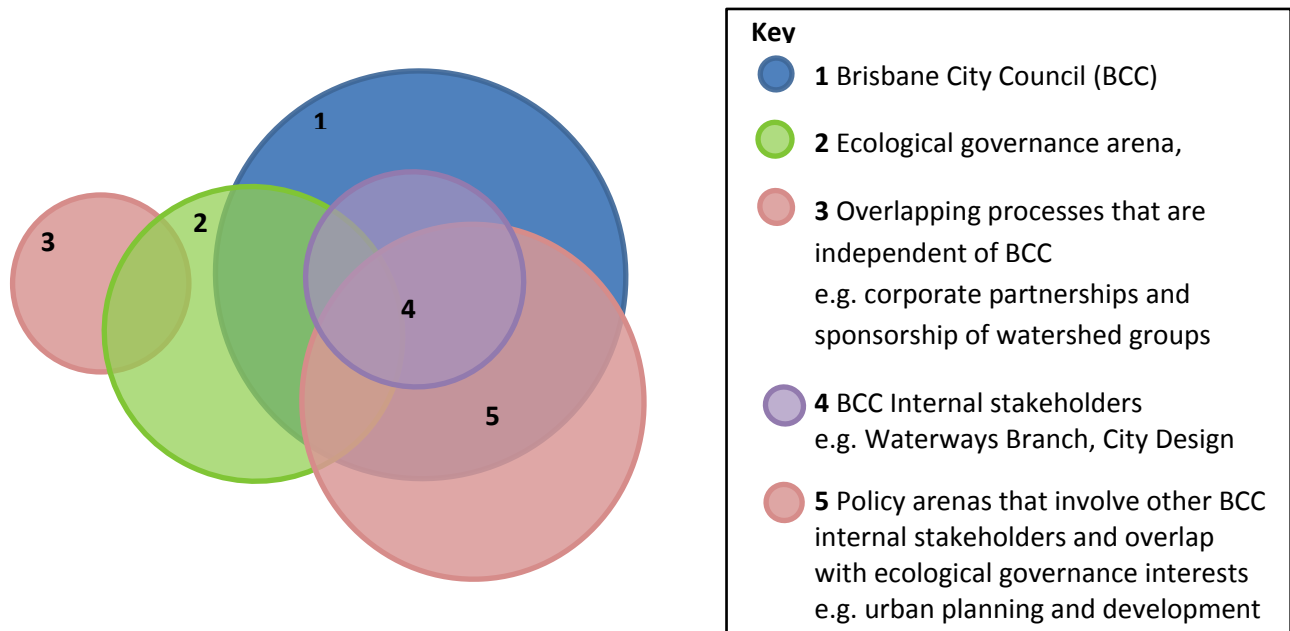 1
2
3
4
5
Key
1 Brisbane City Council (BCC)
2 Ecological governance arena,
3 Overlapping processes that are
independent of BCC
e.g. corporate partnerships and
sponsorship of watershed groups
4 BCC Internal stakeholders
e.g. Waterways Branch, City Design
5 Policy arenas that involve other BCC
internal stakeholders and overlap
with ecological governance interests
e.g. urban planning and development